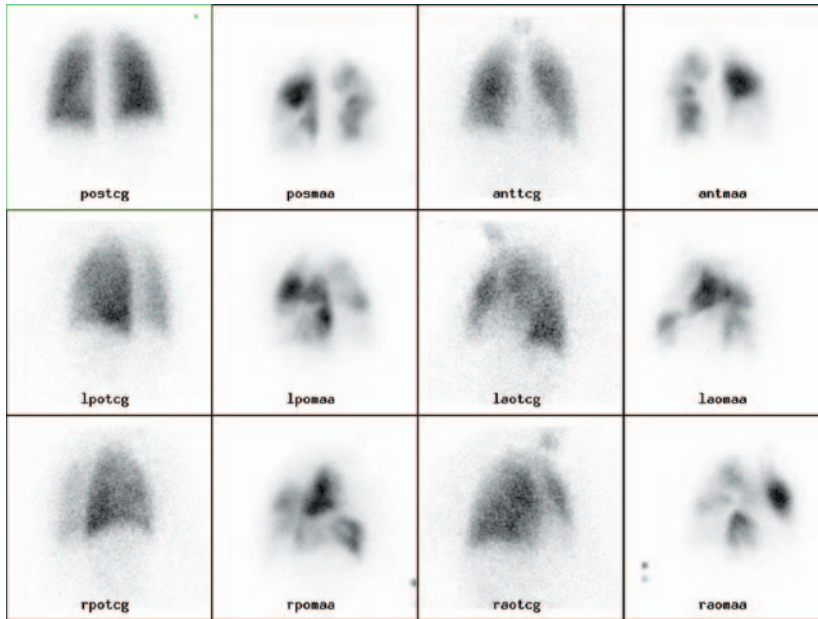 postcg
posmaa
anttcg
antmaa
lpotcg
lpomaa
laotcg
laomaa
rpotcg
rpomaa
raotcg
raomaa